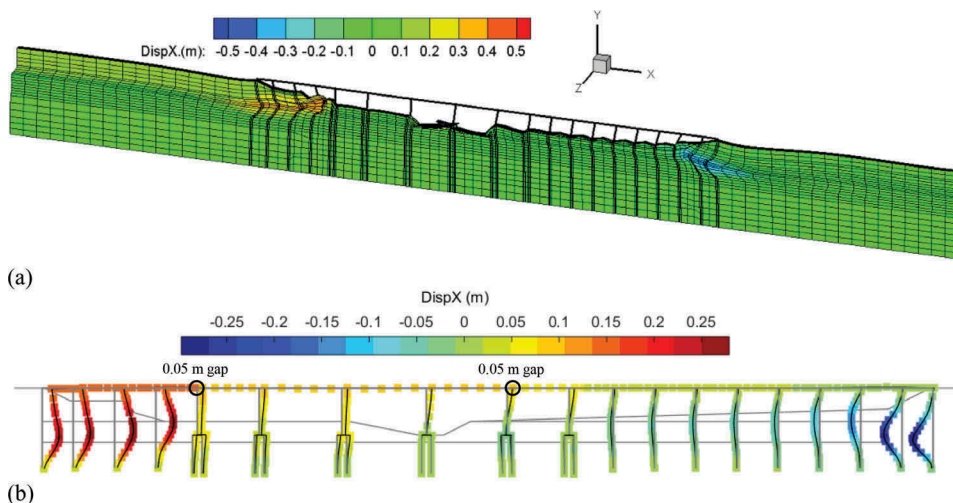 DispX.(m): -0.5 -0.4 -0.3 -0.2 -0.1 0 0.1 0.2 0.3 0.4 0.5
Y
X
Z
(a)
DispX (m)
-0.25 -0.2 -0.15 -0.1 -0.05 0 0.05 0.1 0.15 0.2 0.25
0.05 m gap 0.05 m gap
(b)